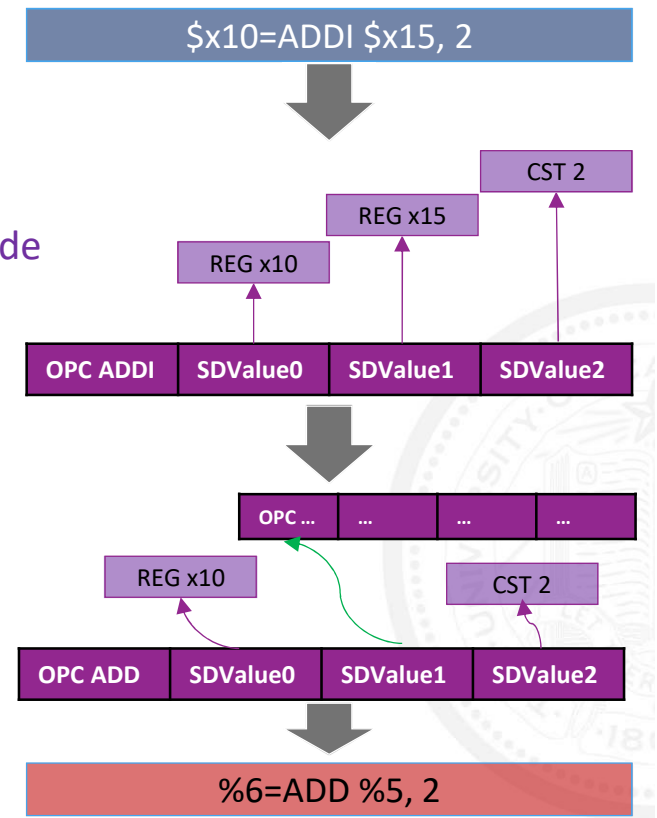 $x10=ADDI $x15, 2
CST 2
REG x15
de
REG x10
OPC ADDI SDValue0 SDValue1 SDValue2
OPC ... ... ... ...
REG x10 CST 2
OPC ADD SDValue0 SDValue1 SDValue2
%6=ADD %5, 2